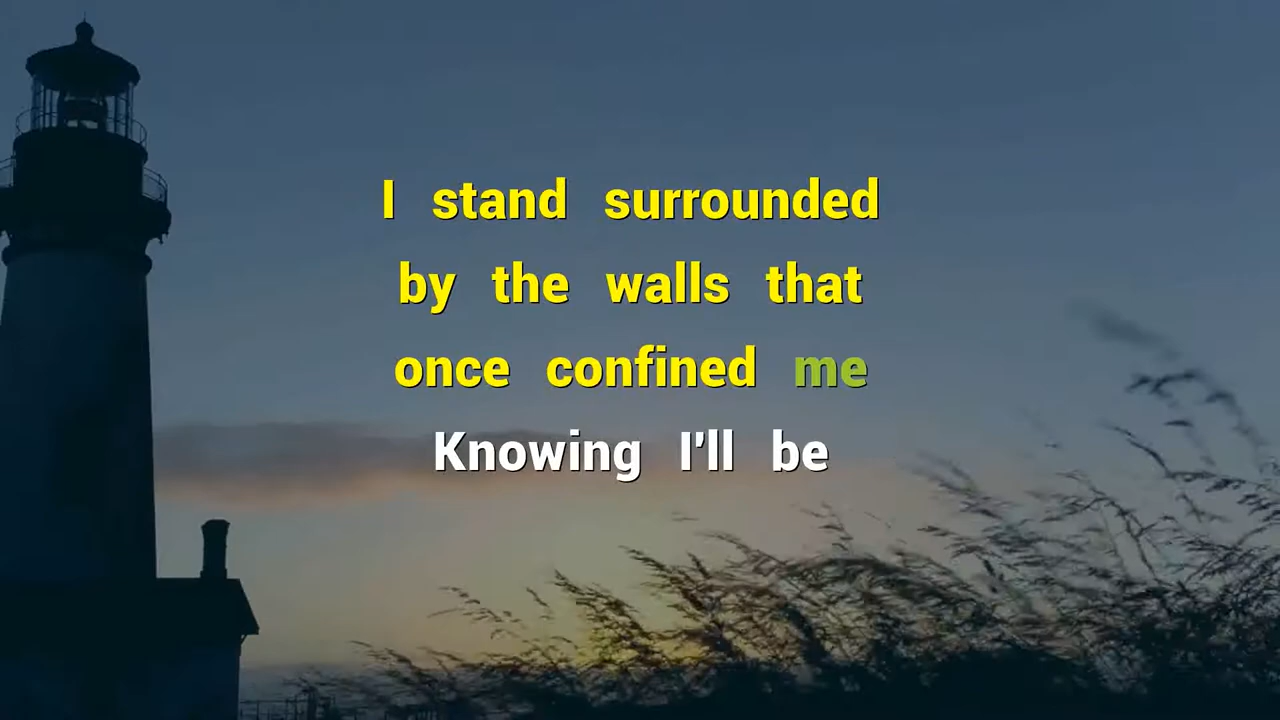 I stand surrounded
by the walls that
once confined me
Knowing I'll be